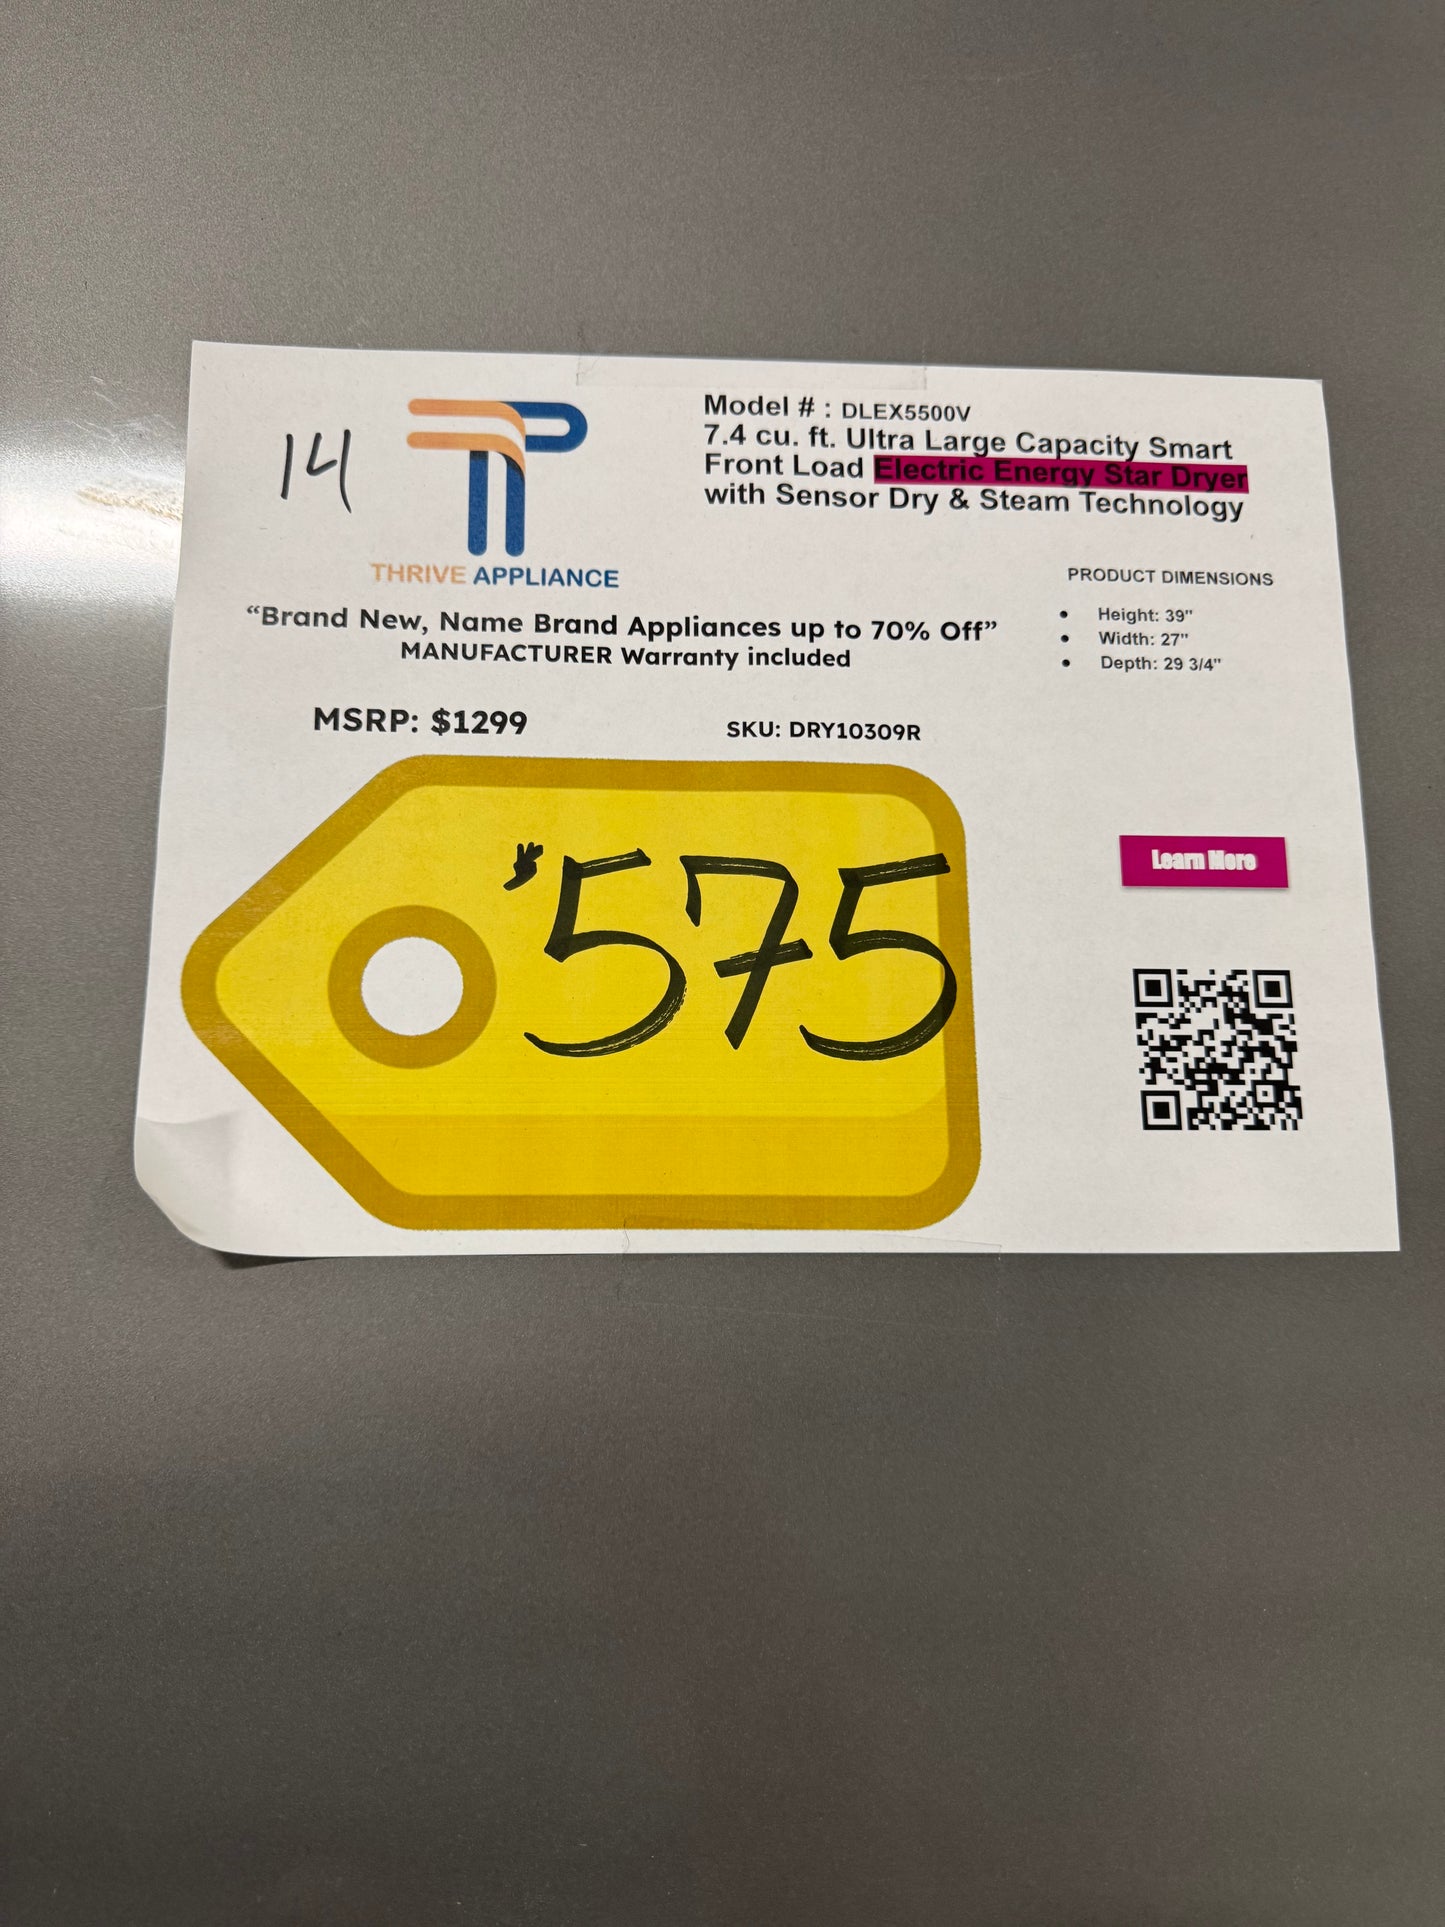 14
THRIVE APPLIANCE
Model # : DLEX5500V
7.4 cu. ft. Ultra Large Capacity Smart
Front Load Electric Energy Star Dryer
with Sensor Dry & Steam Technology
“Brand New, Name Brand Appliances up to 70% Off”
MANUFACTURER Warranty included
PRODUCT DIMENSIONS
• Height: 39"
• Width: 27"
• Depth: 29 3/4"
MSRP: $1299
SKU: DRY10309R
$575
Learn More